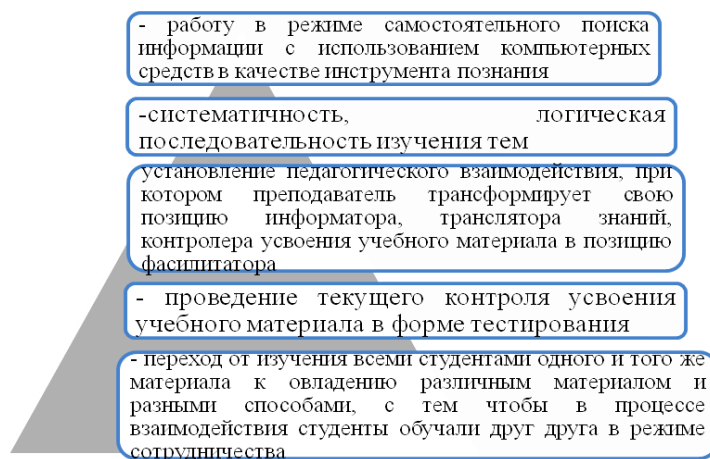 - работу в режиме самостоятельного поиска
информации с использованием компьютерных
средств в качестве инструмента познания
-систематичность, логическая
последовательность изучения тем
установление педагогического взаимодействия, при
котором преподаватель трансформирует свою
позицию информатора, транслятора знаний,
контролера усвоения учебного материала в позицию
фасилитатора
- проведение текущего контроля усвоения
учебного материала в форме тестирования
- переход от изучения всеми студентами одного и того же
материала к овладению различным материалом и
разными способами, с тем чтобы в процессе
взаимодействия студенты обучали друг друга в режиме
сотрудничества